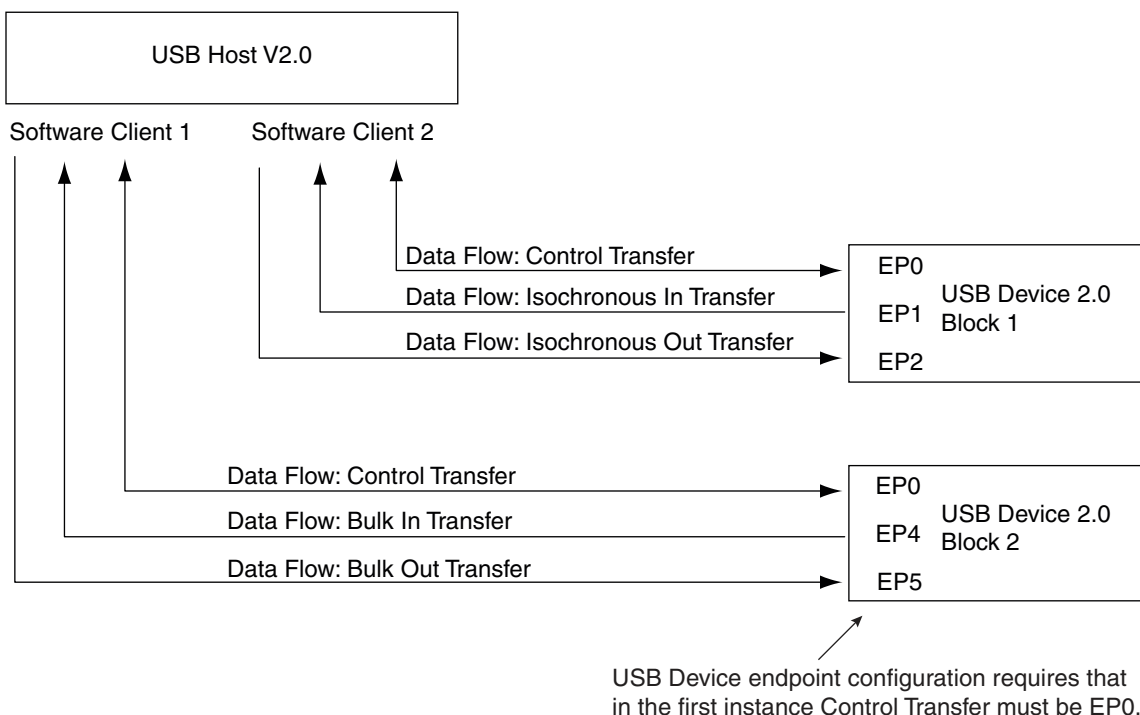 USB Host V2.0
Software Client 1
Software Client 2
Data Flow: Control Transfer
Data Flow: Isochronous In Transfer
Data Flow: Isochronous Out Transfer
EP0
EP1
EP2
USB Device 2.0
Block 1
Data Flow: Control Transfer
Data Flow: Bulk In Transfer
Data Flow: Bulk Out Transfer
EP0
EP4
EP5
USB Device 2.0
Block 2
USB Device endpoint configuration requires that
in the first instance Control Transfer must be EP0.